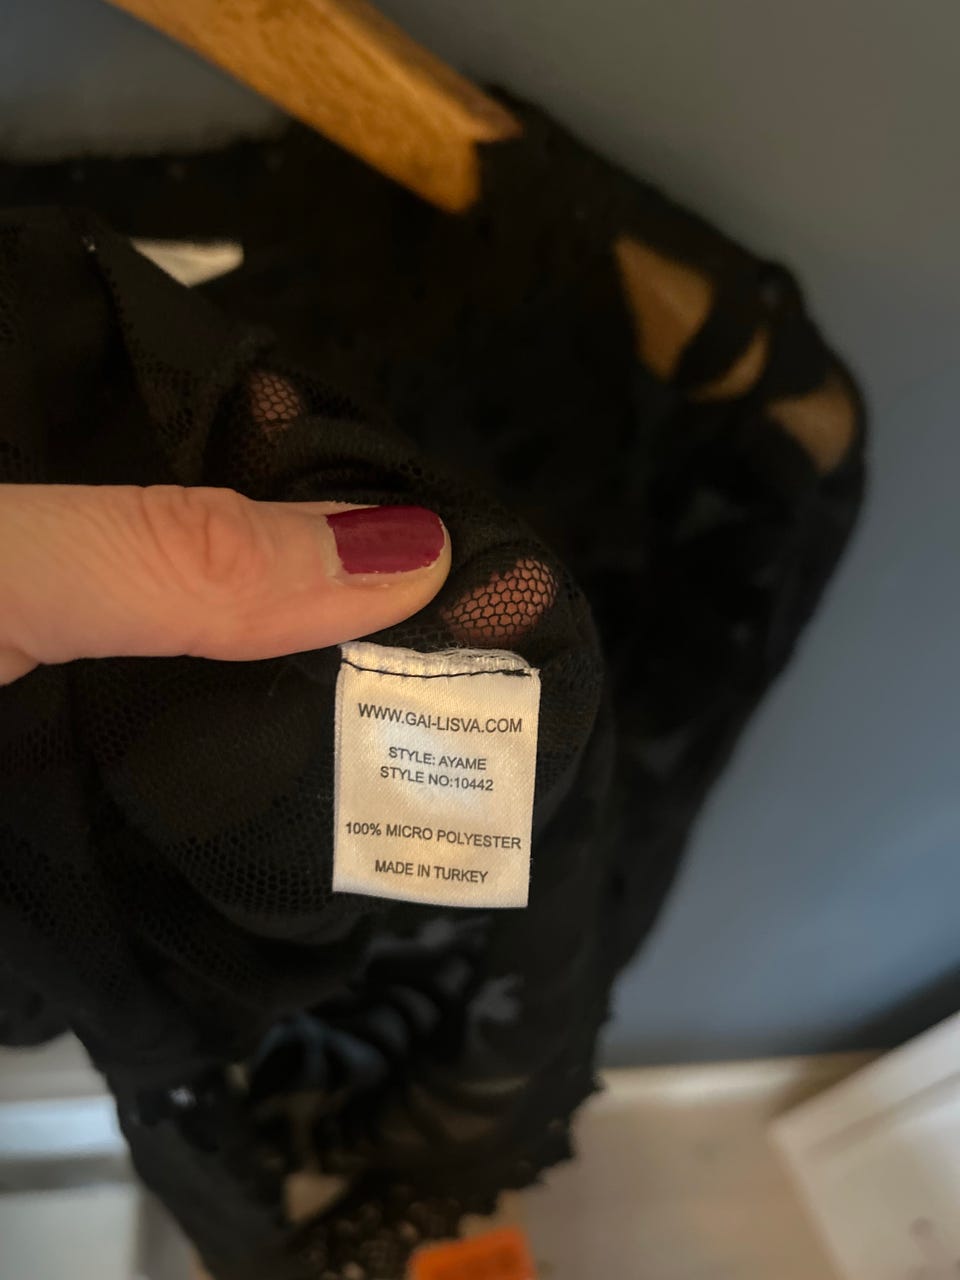 WWW.GAI-LISVA.COM
STYLE: AYAME
STYLE NO:10442
100% MICRO POLYESTER
MADE IN TURKEY